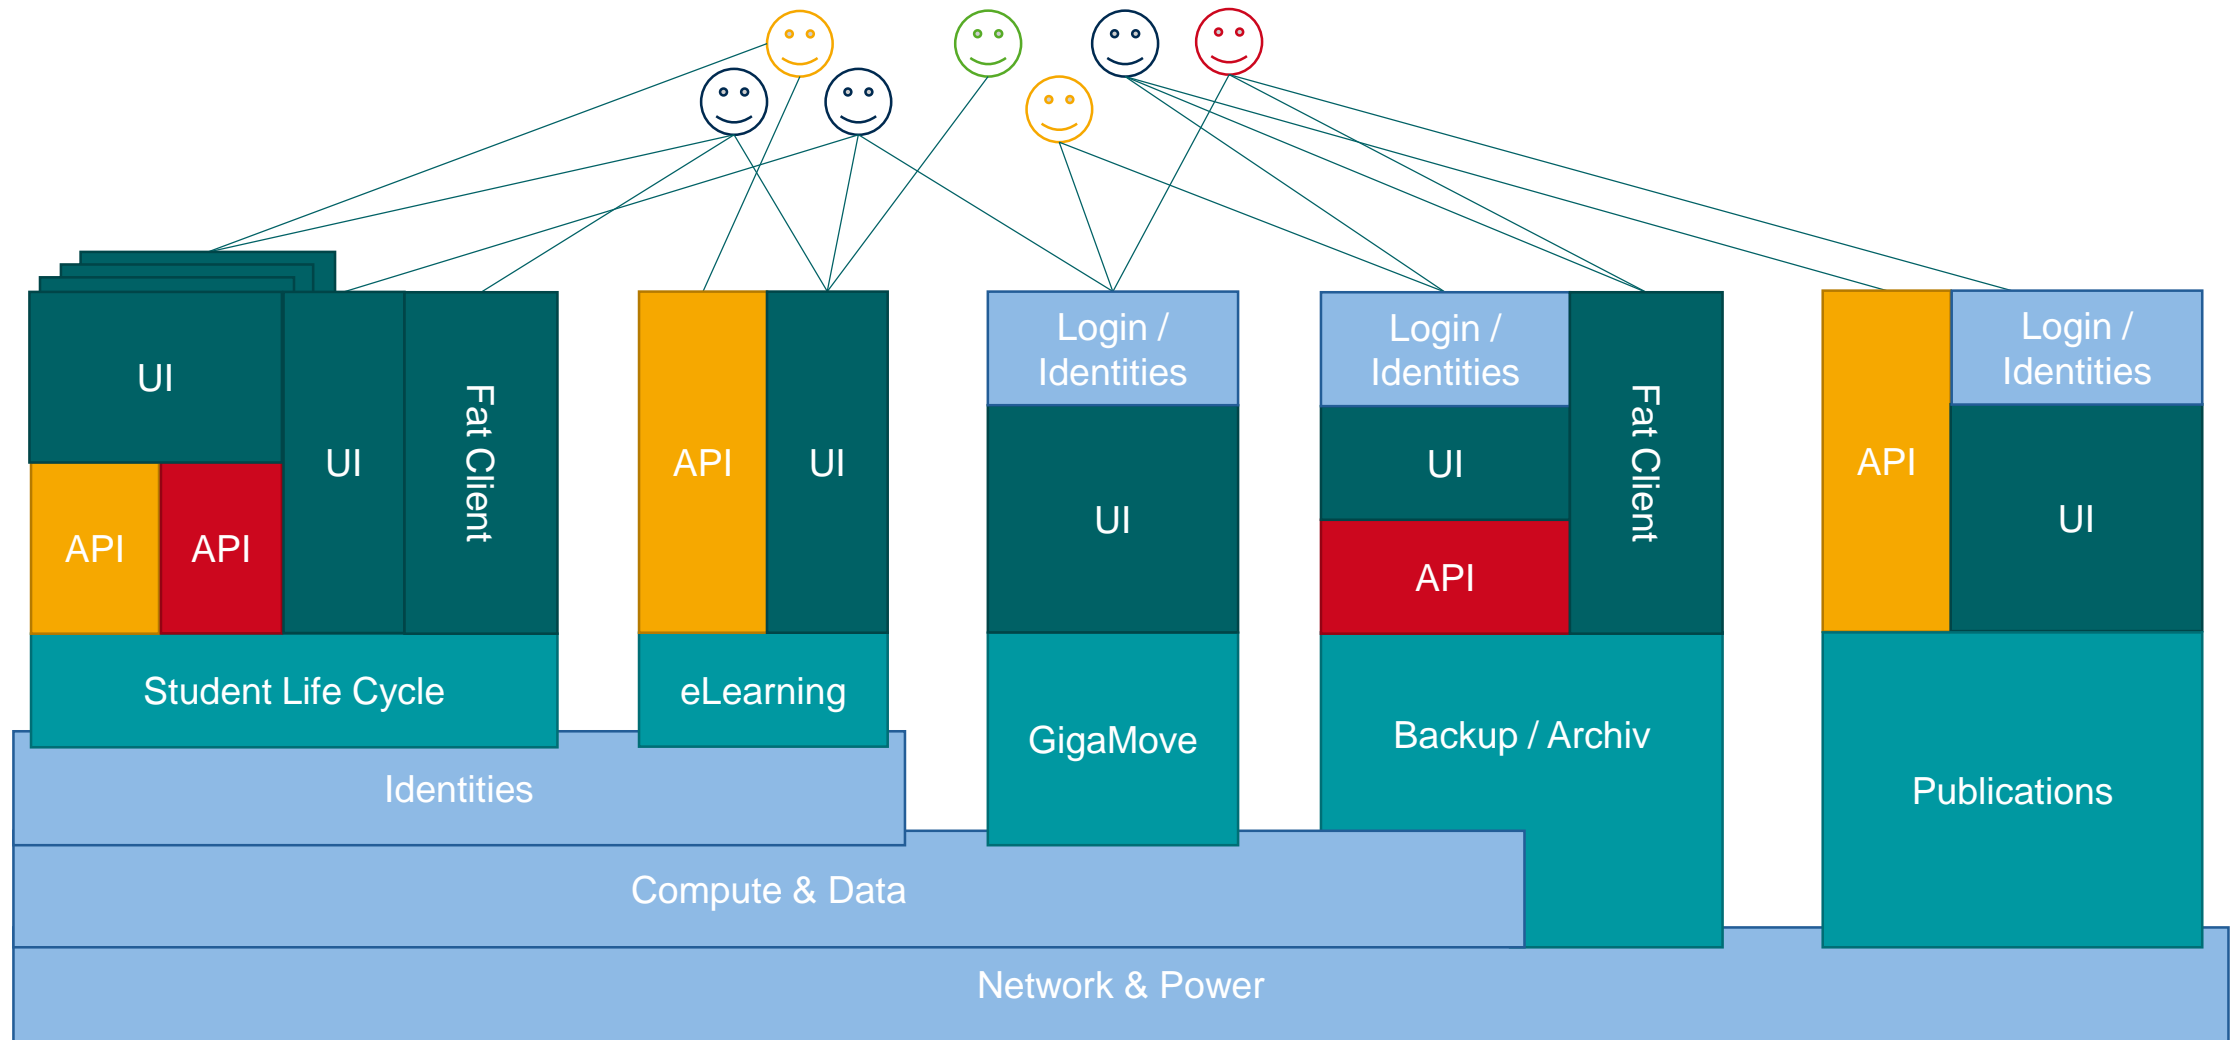 Login /
Identities
Login /
Identities
Login /
Identities
UI
UI
Fat Client
API
UI
UI
UI
Fat Client
API
UI
API
API
API
Student Life Cycle
eLearning
GigaMove
Backup / Archiv
Publications
Identities
Compute & Data
Network & Power